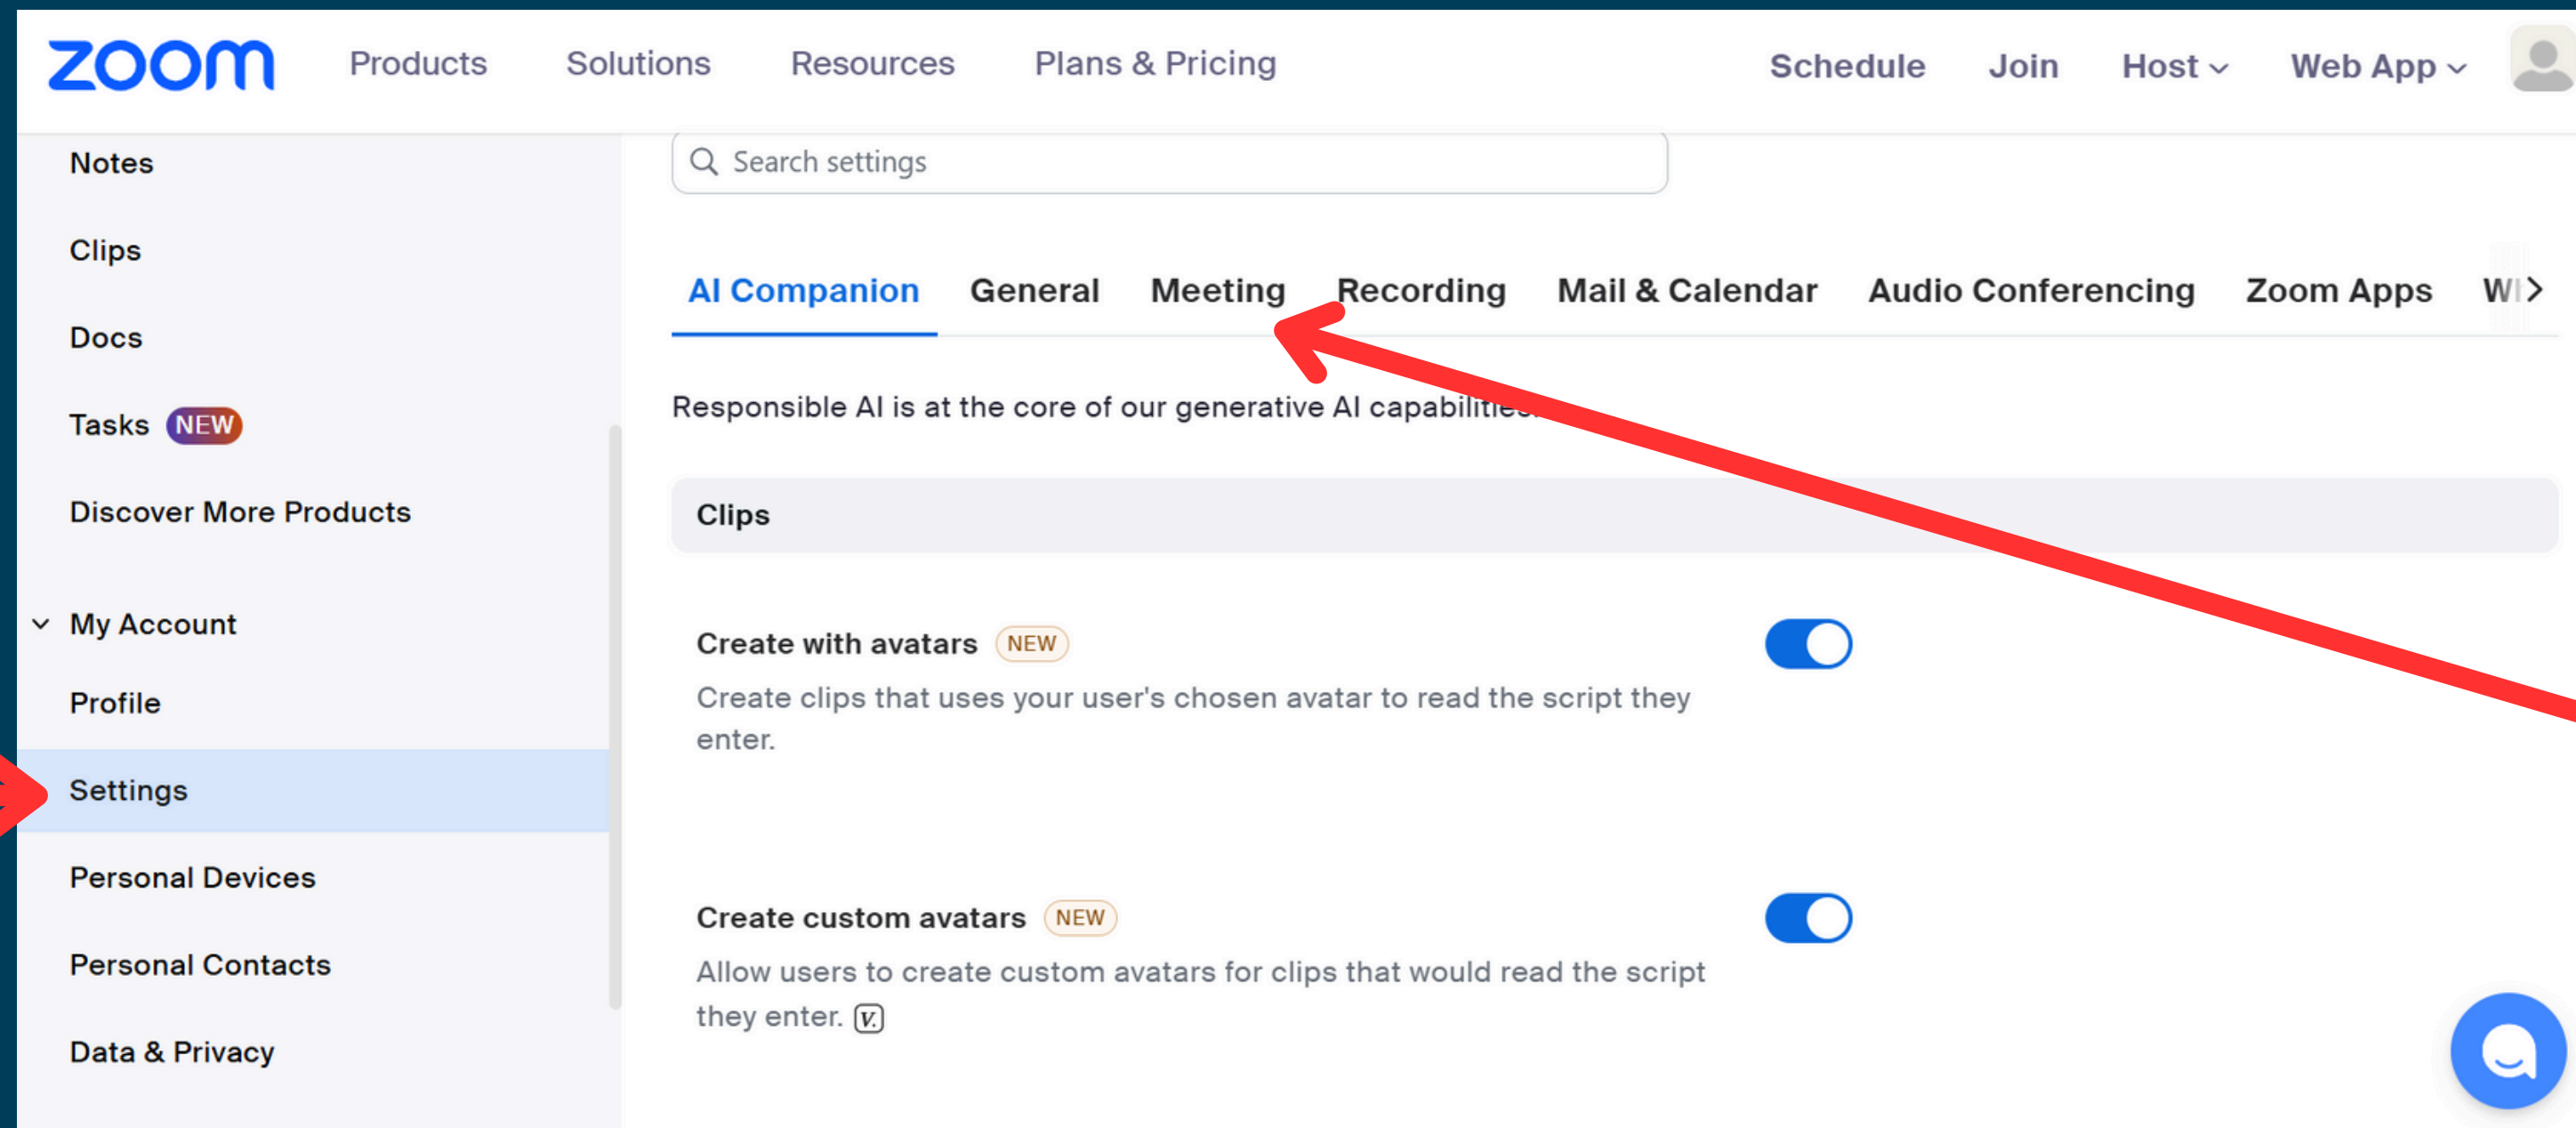 zoom Products Solutions Resources Plans & Pricing Schedule Join Host Web App
Notes
Clips
Docs
Tasks NEW
Discover More Products
My Account
Profile
Settings
Personal Devices
Personal Contacts
Data & Privacy
Search settings
AI Companion General Meeting Recording Mail & Calendar Audio Conferencing Zoom Apps
Responsible AI is at the core of our generative AI capabilities.
Clips
Create with avatars NEW
Create clips that uses your user's chosen avatar to read the script they
enter.
Create custom avatars NEW
Allow users to create custom avatars for clips that would read the script
they enter. V.